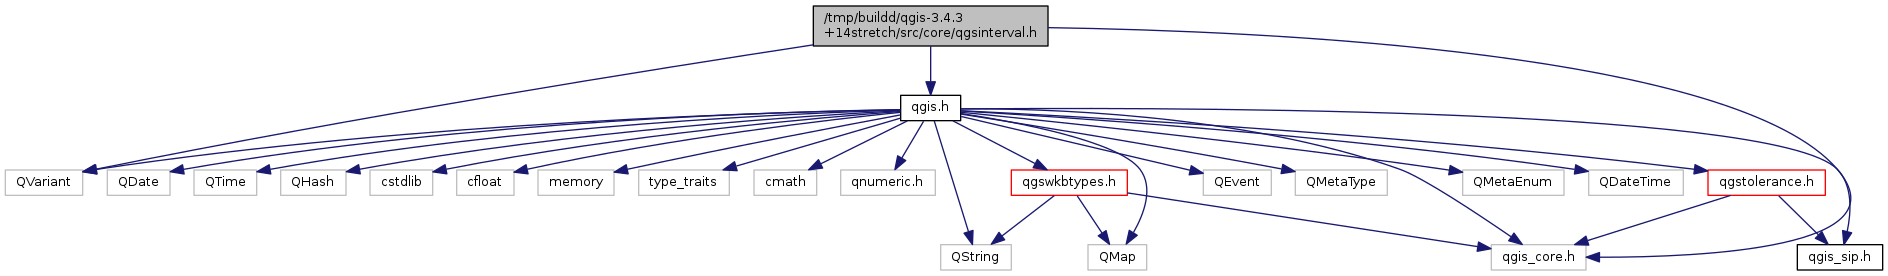 /tmp/buildd/qgis-3.4.3
+14stretch/src/core/qgsinterval.h
qgis.h
QVariant
QDate
QTime
QHash
cstdlib
cfloat
memory
type_traits
cmath
qnumeric.h
qgswkbtypes.h
QEvent
QMetaType
QMetaEnum
QDateTime
qgstolerance.h
QString
QMap
qgis_core.h
qgis_sip.h